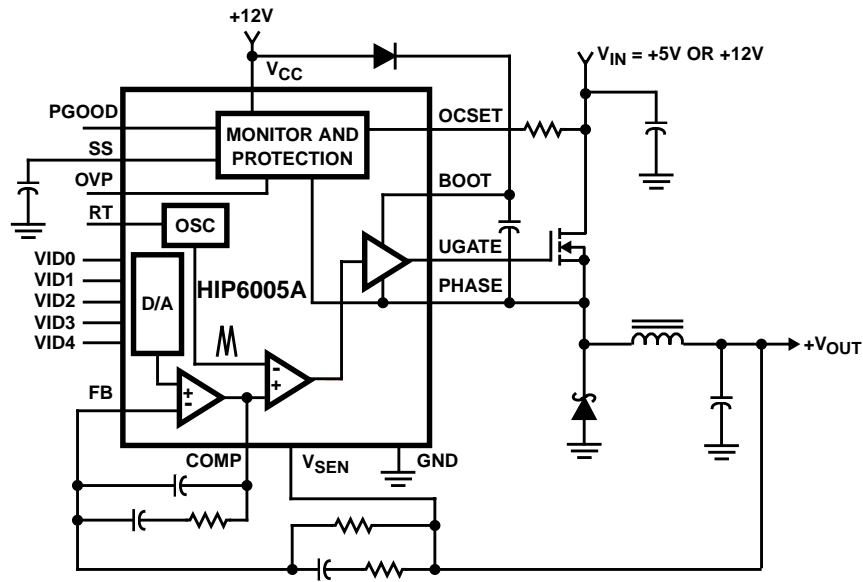 +12V
VCC
VIN = +5V OR +12V
PGOOD
MONITOR AND
PROTECTION
OCSET
SS
OVP
BOOT
RT
OSC
UGATE
VID0
VID1
VID2
VID3
VID4
D/A
HIP6005A
PHASE
+VOUT
+
-
-
+
FB
COMP
VSEN
GND